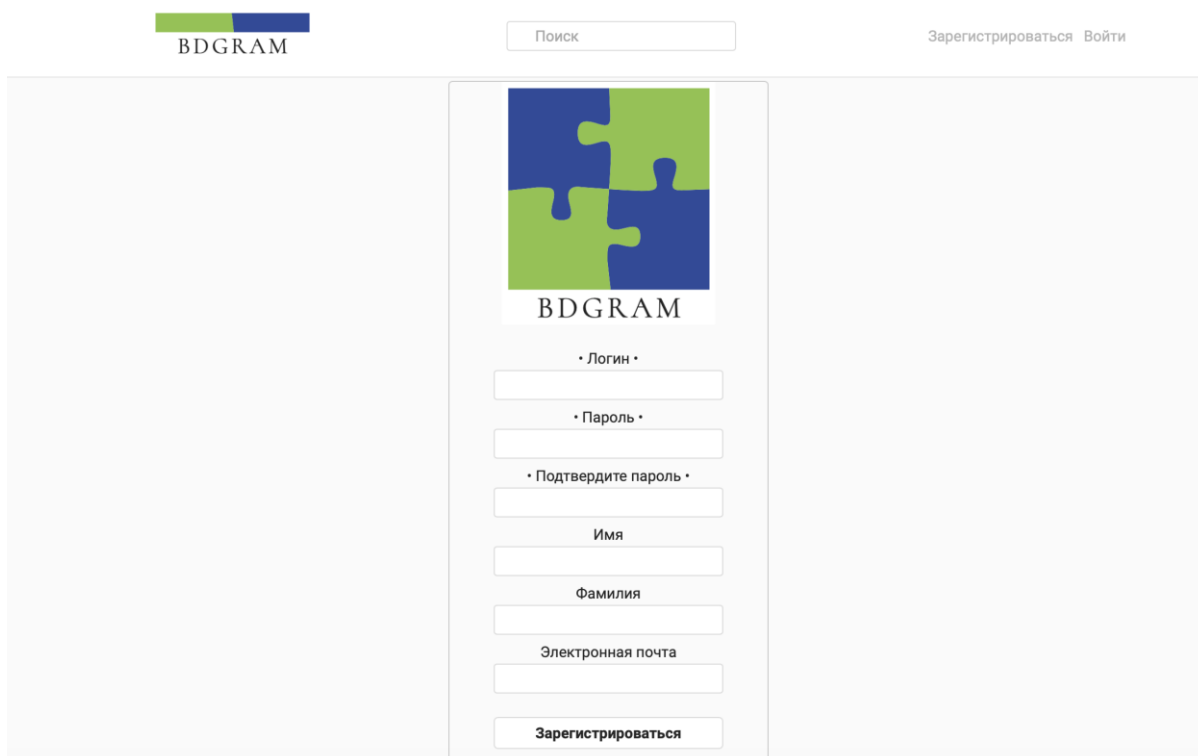 BDGRAM
Поиск
Зарегистрироваться Войти
BDGRAM
• Логин •
• Пароль •
• Подтвердите пароль •
Имя
Фамилия
Электронная почта
Зарегистрироваться